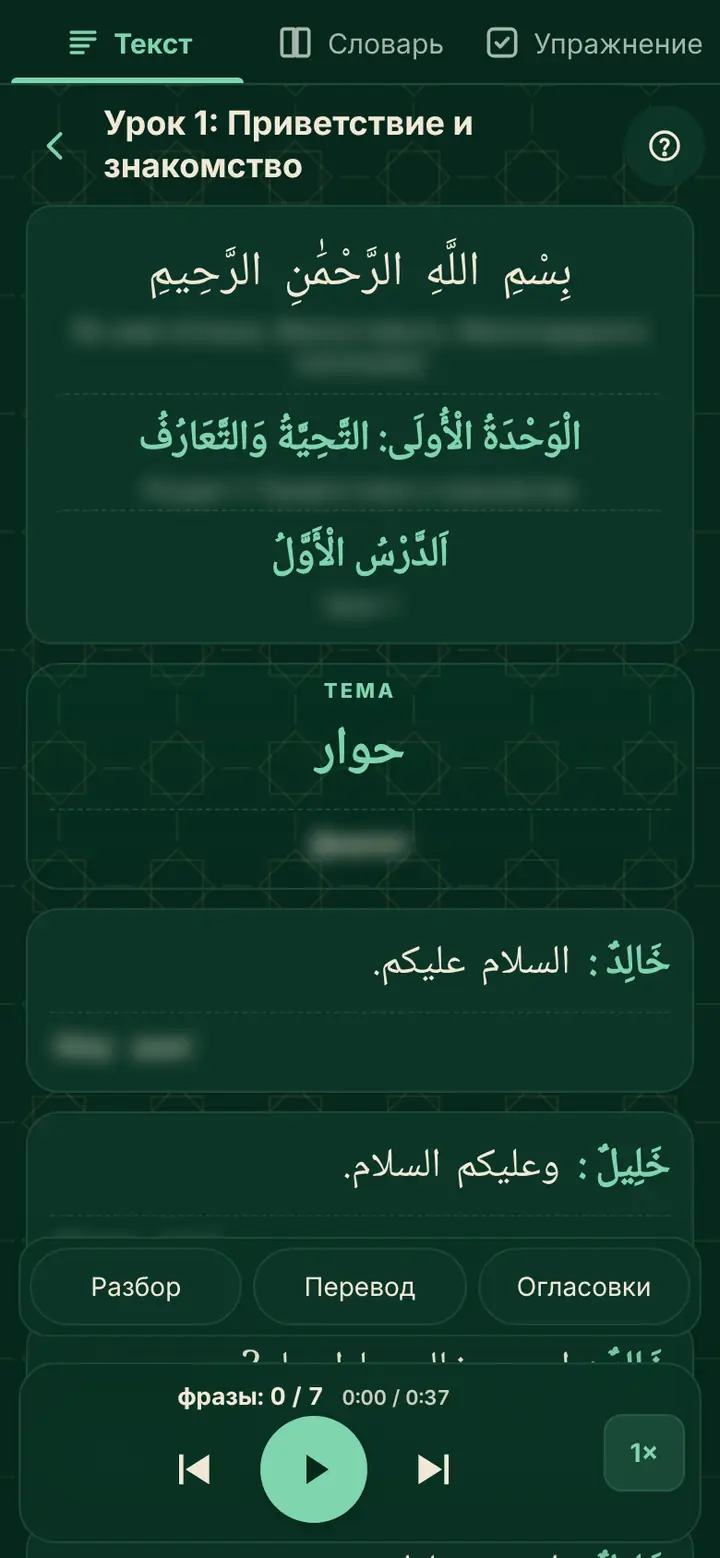 Текст
Словарь
Упражнение
Урок 1: Приветствие и
знакомство
بِسْمِ اللَّهِ الرَّحْمَٰنِ الرَّحِيمِ
الْوَحْدَةُ الْأُولَى: التَّحِيَّةُ وَالتَّعَارُفُ
اَلدَّرْسُ الْأَوَّلُ
ТЕМА
حوار
خَالِدٌ: السلام عليكم.
خَلِيلٌ: وعليكم السلام.
Разбор
Перевод
Огласовки
фразы: 0 / 7 0:00 / 0:37
1×